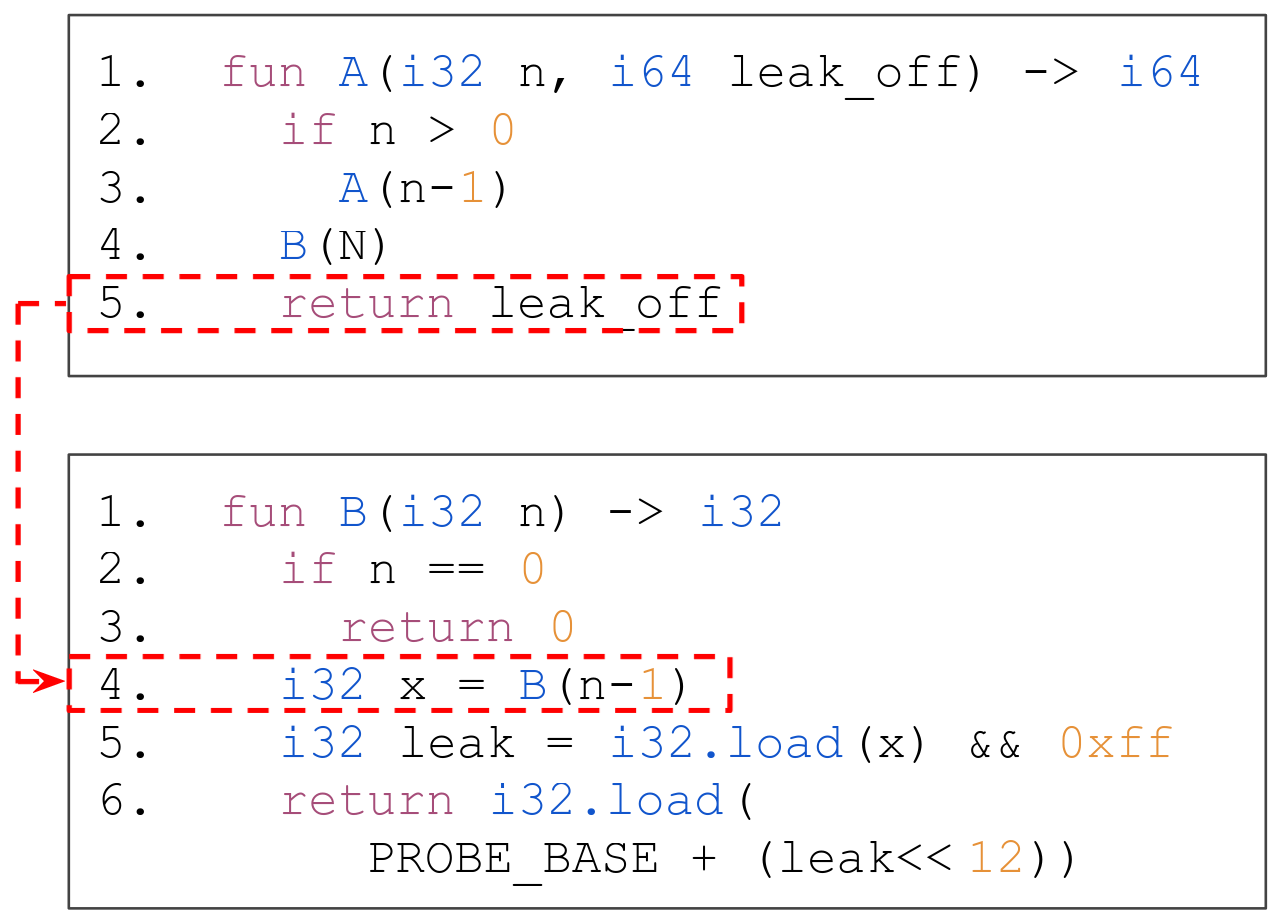 1. fun A(i32 n, i64 leak_off) -> i64
2. if n > 0
3. A(n-1)
4. B(N)
5. return leak_off
1. fun B(i32 n) -> i32
2. if n == 0
3. return 0
4. i32 x = B(n-1)
5. i32 leak = i32.load(x) && 0xff
6. return i32.load(
PROBE_BASE + (leak<<12))